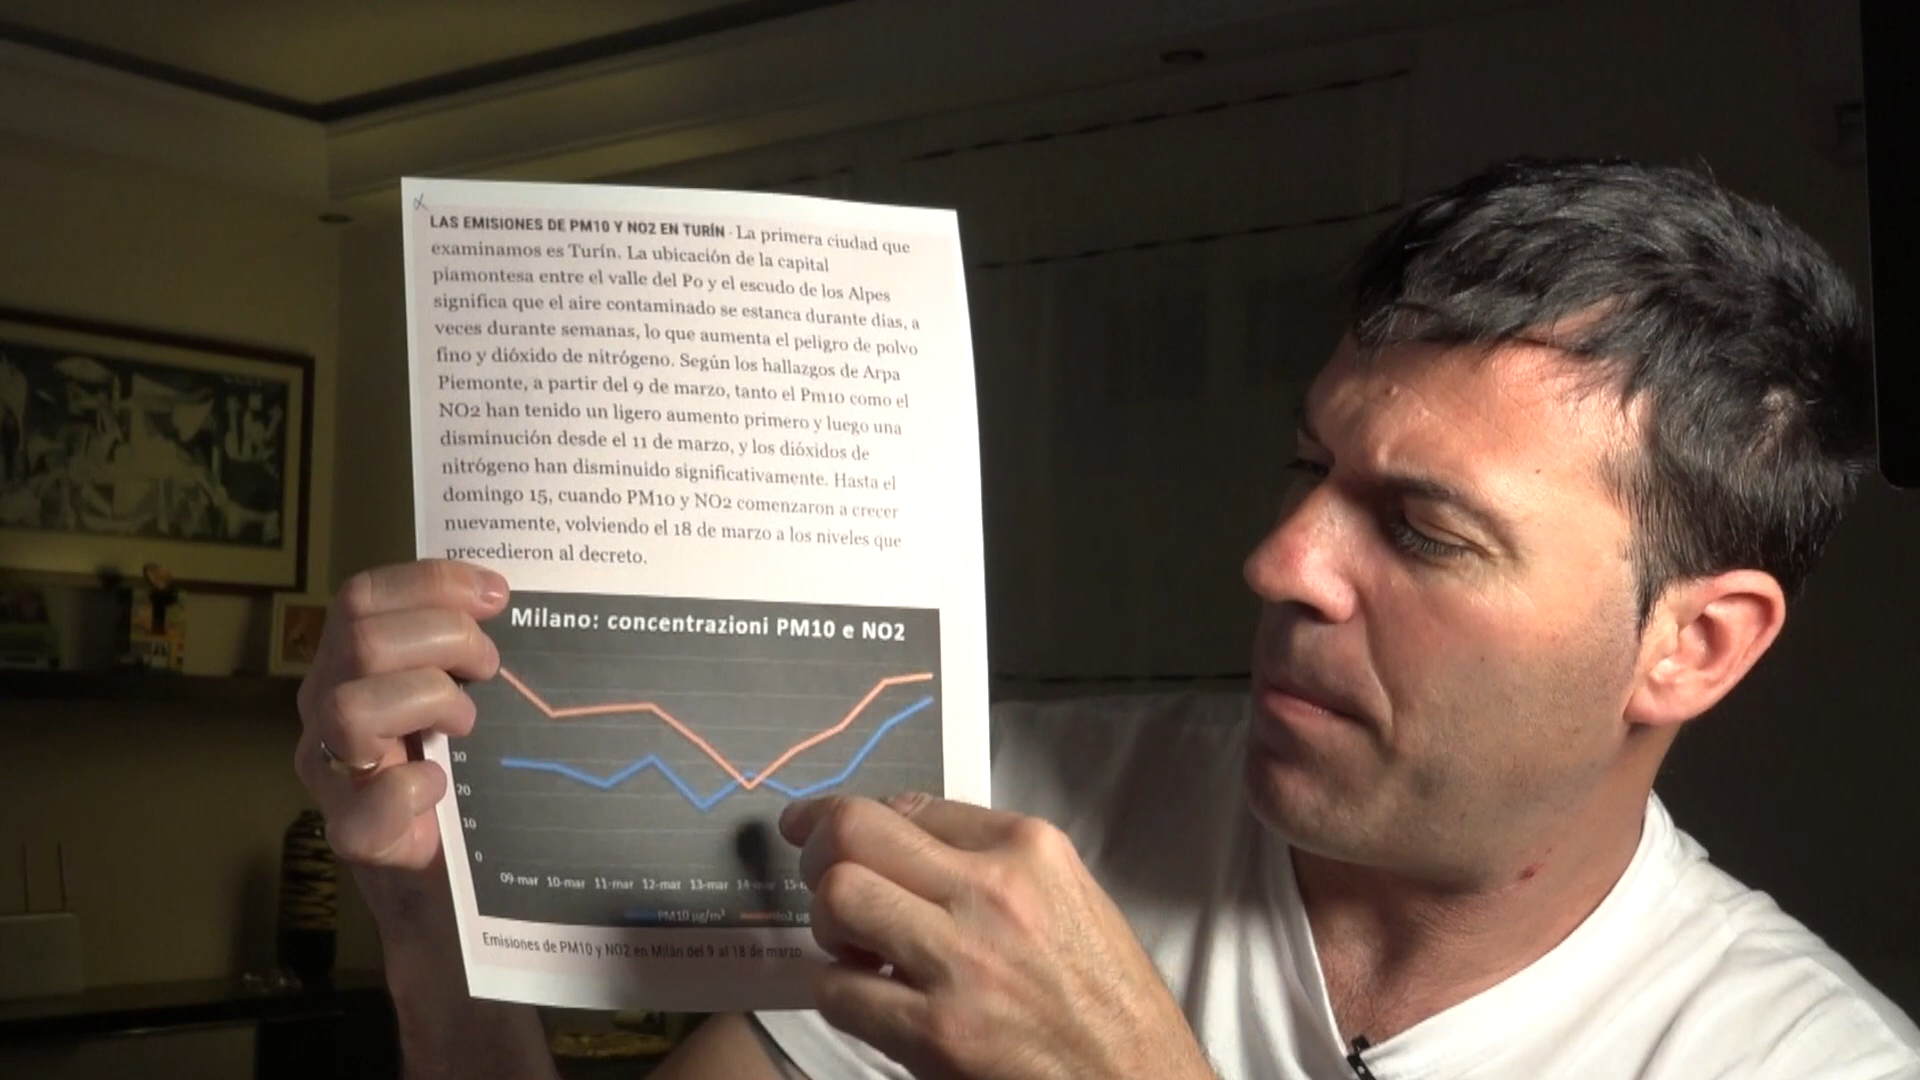 LAS EMISIONES DE PM10 Y NO2 EN TURÍN - La primera ciudad que
examinamos es Turín. La ubicación de la capital
piamontesa entre el valle del Po y el escudo de los Alpes
significa que el aire contaminado se estanca durante días, a
veces durante semanas, lo que aumenta el peligro de polvo
fino y dióxido de nitrógeno. Según los hallazgos de Arpa
Piemonte, a partir del 9 de marzo, tanto el Pm10 como el
NO2 han tenido un ligero aumento primero y luego una
disminución desde el 11 de marzo, y los dióxidos de
nitrógeno han disminuido significativamente. Hasta el
domingo 15, cuando PM10 y NO2 comenzaron a crecer
nuevamente, volviendo el 18 de marzo a los niveles que
precedieron al decreto.
Milano: concentrazioni PM10 e NO2
30
20
10
0
09-mar 10-mar 11-mar 12-mar 13-mar 14-mar 15-
PM10 µg/m³ No2 µg
Emisiones de PM10 y NO2 en Milán del 9 al 18 de marzo